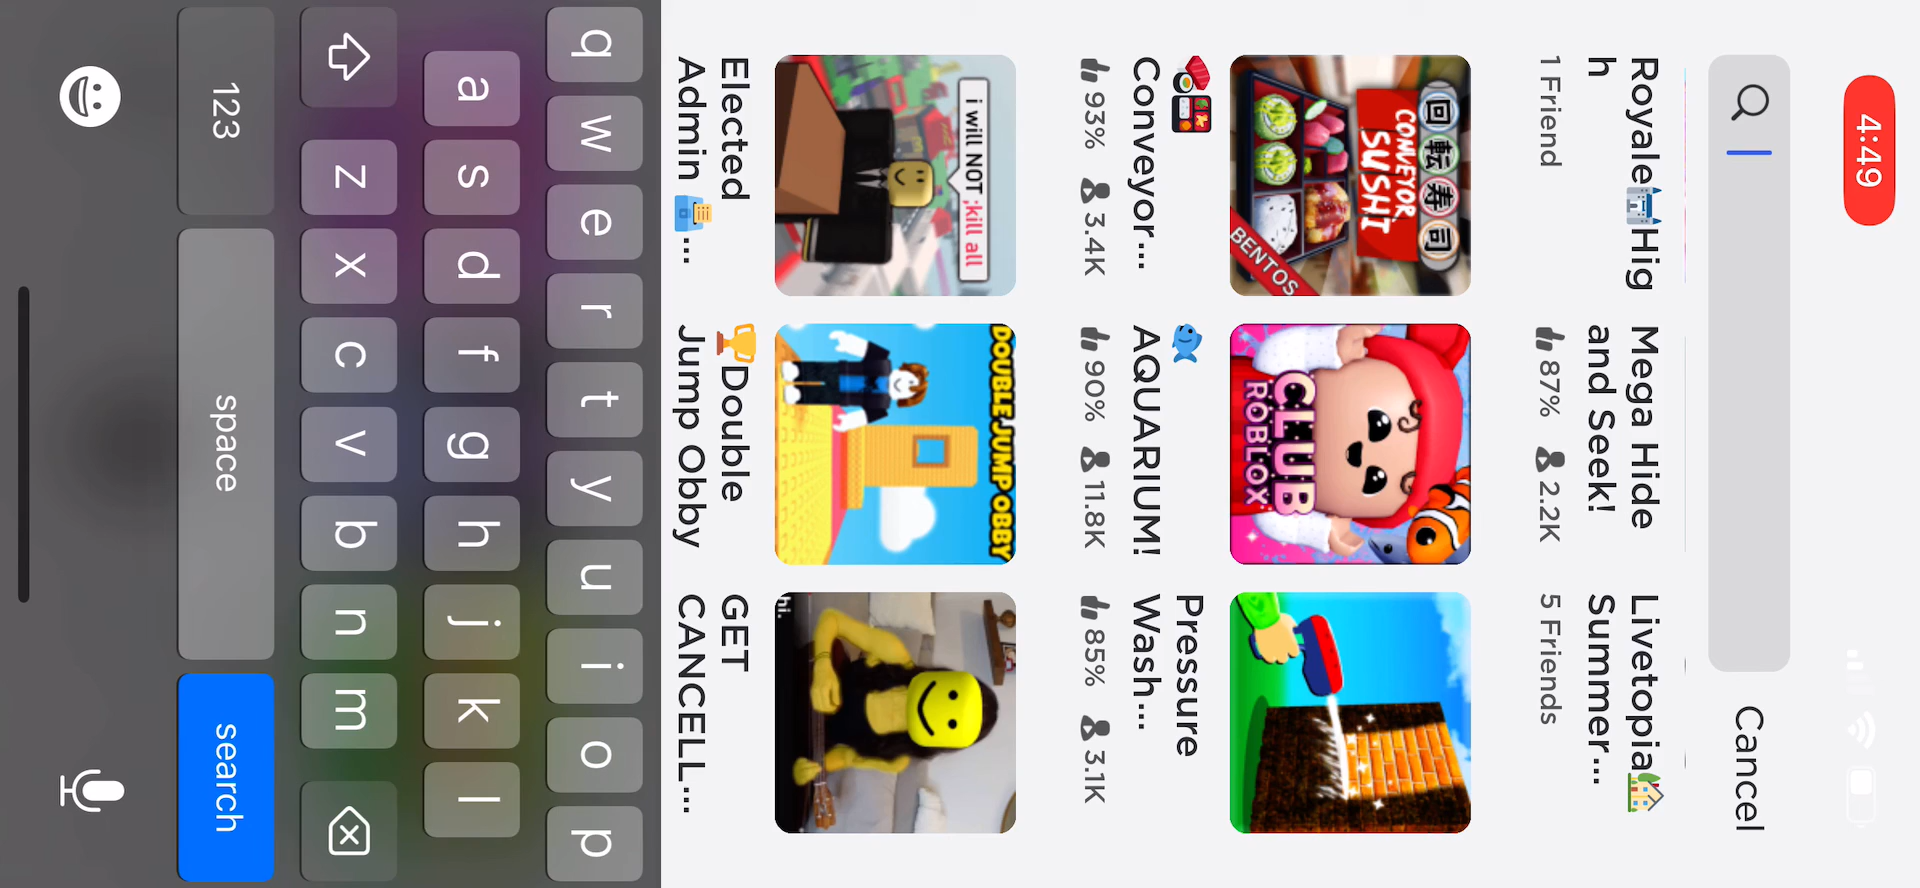 4:49
Cancel
Royale🏰Hig
h
1 Friend
Mega Hide
and Seek!
87% 2.2K
Livetopia🏡
Summer...
5 Friends
回転寿司
CONVEYOR
SUSHI
BENTOS
CLUB
ROBLOX
🍣🍱
Conveyor...
93% 3.4K
🐟
AQUARIUM!
90% 11.8K
Pressure
Wash...
85% 3.1K
i will NOT ;kill all
DOUBLE JUMP OBBY
hi.
Elected
Admin 🗳️...
🏆Double
Jump Obby
GET
CANCELL...
q w e r t y u i o p
a s d f g h j k l
z x c v b n m
123 space search